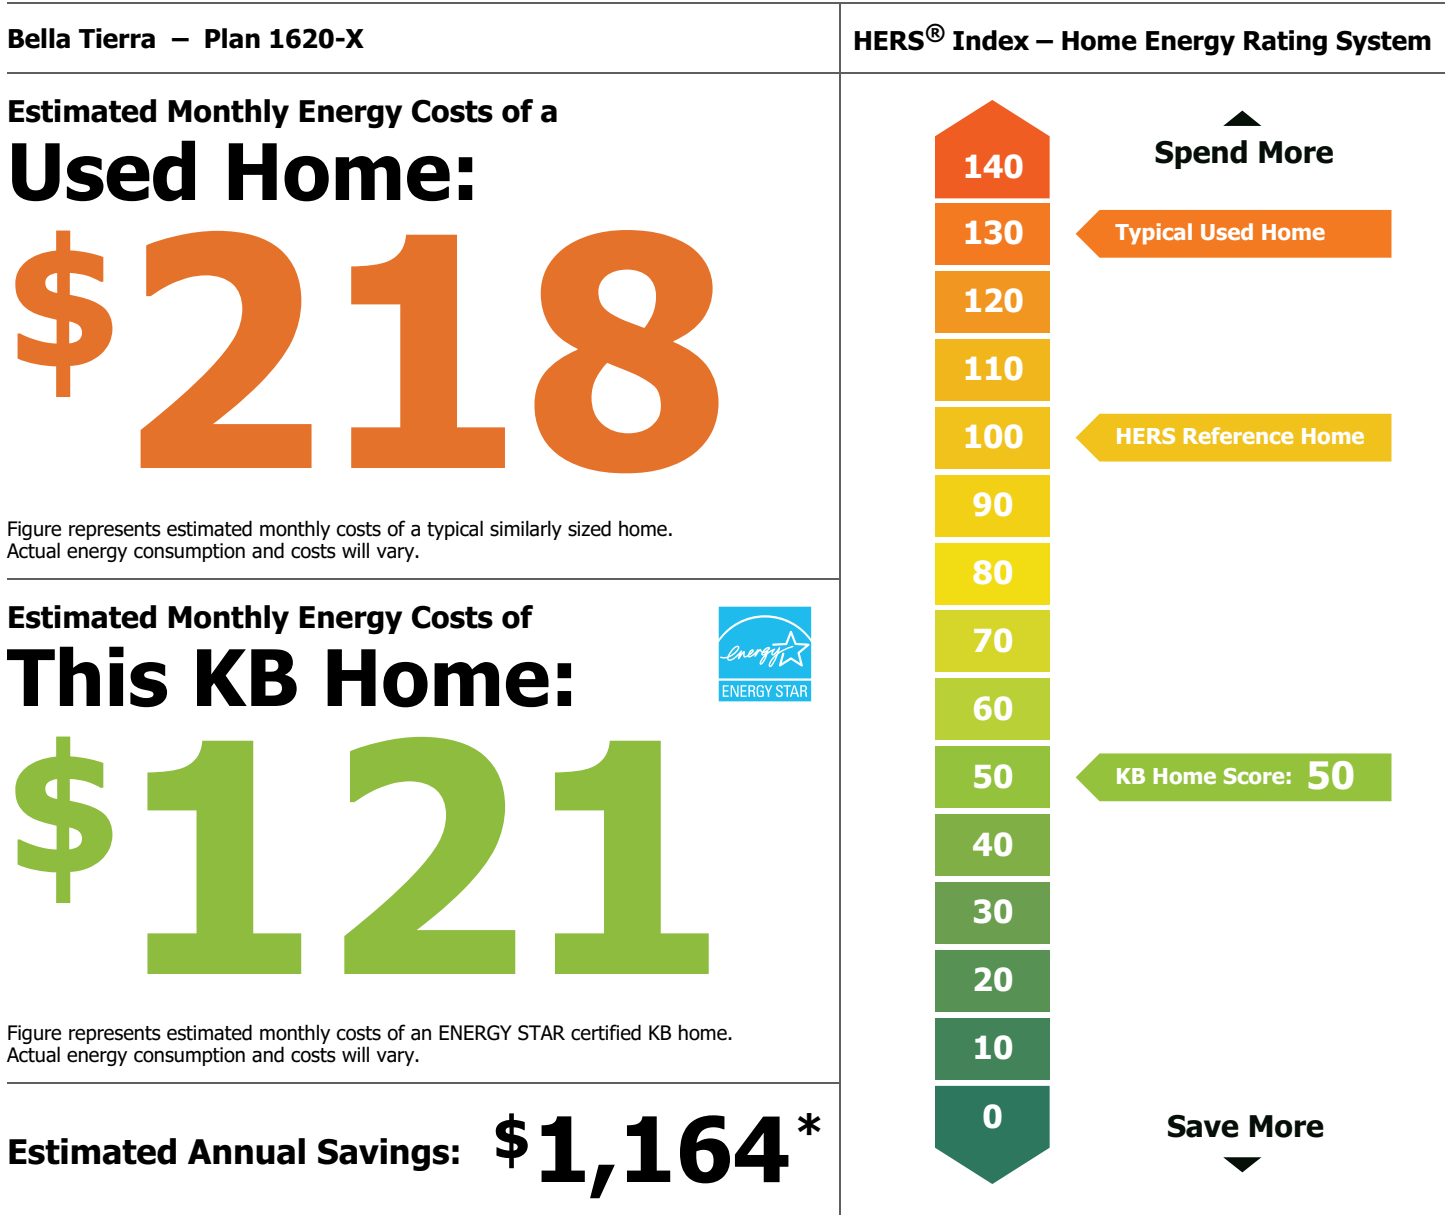 Bella Tierra – Plan 1620-X
Estimated Monthly Energy Costs of a
Used Home:
$218
Figure represents estimated monthly costs of a typical similarly sized home.
Actual energy consumption and costs will vary.
Estimated Monthly Energy Costs of
This KB Home:
energy
ENERGY STAR
$121
Figure represents estimated monthly costs of an ENERGY STAR certified KB home.
Actual energy consumption and costs will vary.
Estimated Annual Savings: $1,164*
HERS® Index – Home Energy Rating System
Spend More
140
130
Typical Used Home
120
110
100
HERS Reference Home
90
80
70
60
50
KB Home Score: 50
40
30
20
10
0
Save More